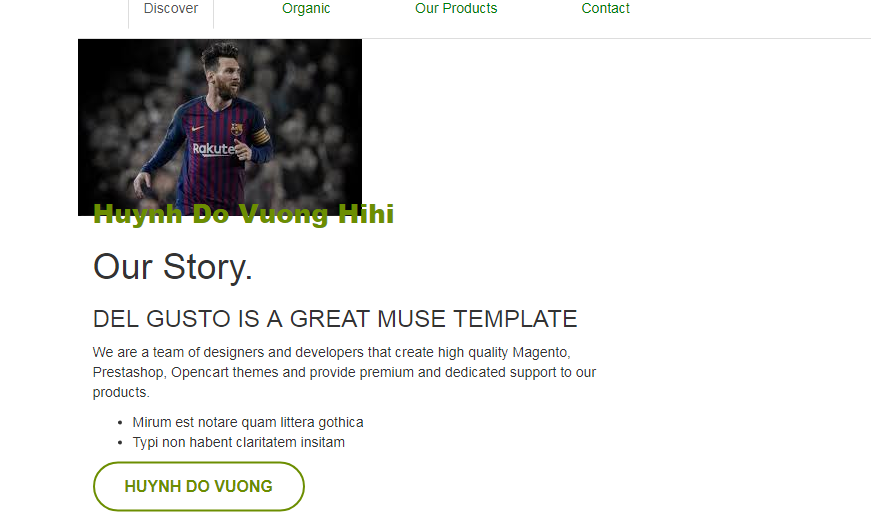 Discover Organic Our Products Contact
Rakute
Huynh Do Vuong Hihi
Our Story.
DEL GUSTO IS A GREAT MUSE TEMPLATE
We are a team of designers and developers that create high quality Magento,
Prestashop, Opencart themes and provide premium and dedicated support to our
products.
• Mirum est notare quam littera gothica
• Typi non habent claritatem insitam
HUYNH DO VUONG